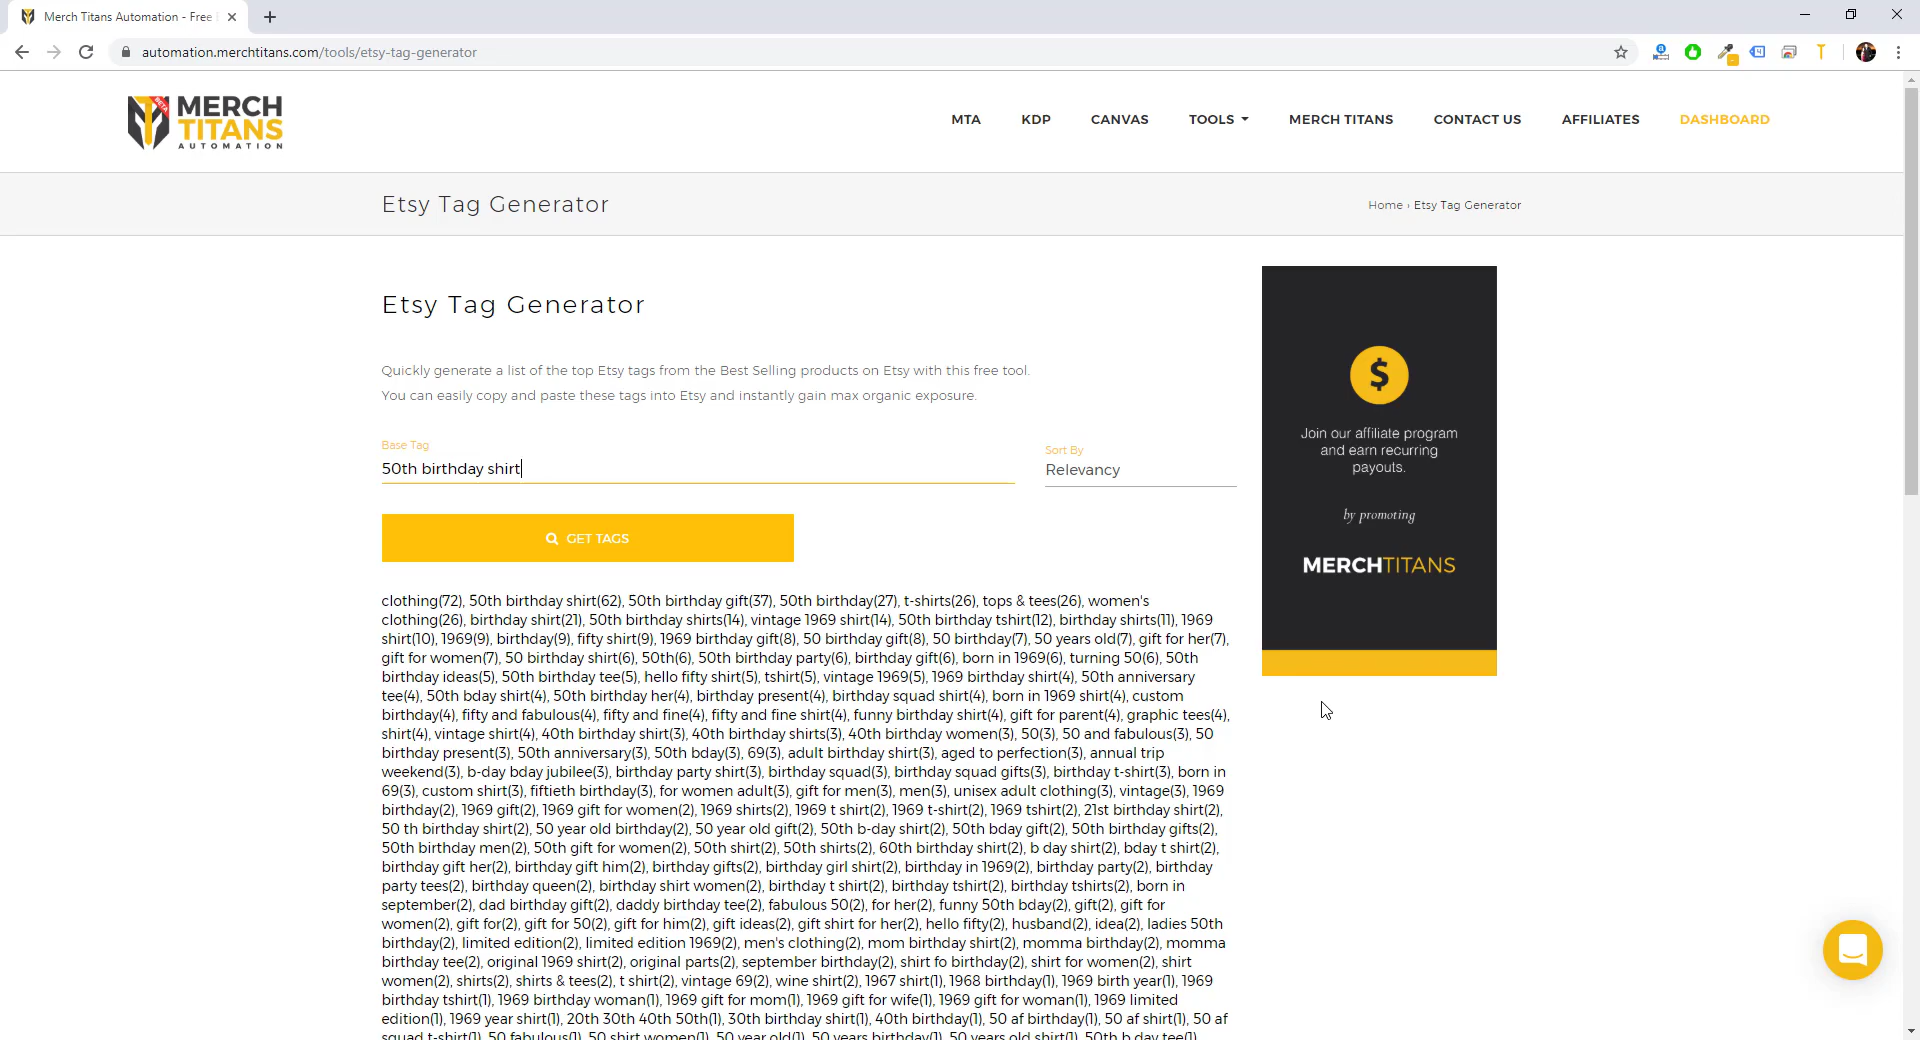 Merch Titans Automation - Free
automation.merchtitans.com/tools/etsy-tag-generator
BETA
MERCH
TITANS
AUTOMATION
MTA
KDP
CANVAS
TOOLS
MERCH TITANS
CONTACT US
AFFILIATES
DASHBOARD
Etsy Tag Generator
Home › Etsy Tag Generator
Etsy Tag Generator
Quickly generate a list of the top Etsy tags from the Best Selling products on Etsy with this free tool.
You can easily copy and paste these tags into Etsy and instantly gain max organic exposure.
Base Tag
50th birthday shirt
Sort By
Relevancy
GET TAGS
clothing(72), 50th birthday shirt(62), 50th birthday gift(37), 50th birthday(27), t-shirts(26), tops & tees(26), women's
clothing(26), birthday shirt(21), 50th birthday shirts(14), vintage 1969 shirt(14), 50th birthday tshirt(12), birthday shirts(11), 1969
shirt(10), 1969(9), birthday(9), fifty shirt(9), 1969 birthday gift(8), 50 birthday gift(8), 50 birthday(7), 50 years old(7), gift for her(7),
gift for women(7), 50 birthday shirt(6), 50th(6), 50th birthday party(6), birthday gift(6), born in 1969(6), turning 50(6), 50th
birthday ideas(5), 50th birthday tee(5), hello fifty shirt(5), tshirt(5), vintage 1969(5), 1969 birthday shirt(4), 50th anniversary
tee(4), 50th bday shirt(4), 50th birthday her(4), birthday present(4), birthday squad shirt(4), born in 1969 shirt(4), custom
birthday(4), fifty and fabulous(4), fifty and fine(4), fifty and fine shirt(4), funny birthday shirt(4), gift for parent(4), graphic tees(4),
shirt(4), vintage shirt(4), 40th birthday shirt(3), 40th birthday shirts(3), 40th birthday women(3), 50(3), 50 and fabulous(3), 50
birthday present(3), 50th anniversary(3), 50th bday(3), 69(3), adult birthday shirt(3), aged to perfection(3), annual trip
weekend(3), b-day bday jubilee(3), birthday party shirt(3), birthday squad(3), birthday squad gifts(3), birthday t-shirt(3), born in
69(3), custom shirt(3), fiftieth birthday(3), for women adult(3), gift for men(3), men(3), unisex adult clothing(3), vintage(3), 1969
birthday(2), 1969 gift(2), 1969 gift for women(2), 1969 shirts(2), 1969 t shirt(2), 1969 t-shirt(2), 1969 tshirt(2), 21st birthday shirt(2),
50 th birthday shirt(2), 50 year old birthday(2), 50 year old gift(2), 50th b-day shirt(2), 50th bday gift(2), 50th birthday gifts(2),
50th birthday men(2), 50th gift for women(2), 50th shirt(2), 50th shirts(2), 60th birthday shirt(2), b day shirt(2), bday t shirt(2),
birthday gift her(2), birthday gift him(2), birthday gifts(2), birthday girl shirt(2), birthday in 1969(2), birthday party(2), birthday
party tees(2), birthday queen(2), birthday shirt women(2), birthday t shirt(2), birthday tshirt(2), birthday tshirts(2), born in
september(2), dad birthday gift(2), daddy birthday tee(2), fabulous 50(2), for her(2), funny 50th bday(2), gift(2), gift for
women(2), gift for(2), gift for 50(2), gift for him(2), gift ideas(2), gift shirt for her(2), hello fifty(2), husband(2), idea(2), ladies 50th
birthday(2), limited edition(2), limited edition 1969(2), men's clothing(2), mom birthday shirt(2), momma birthday(2), momma
birthday tee(2), original 1969 shirt(2), original parts(2), september birthday(2), shirt fo birthday(2), shirt for women(2), shirt
women(2), shirts(2), shirts & tees(2), t shirt(2), vintage 69(2), wine shirt(2), 1967 shirt(1), 1968 birthday(1), 1969 birth year(1), 1969
birthday tshirt(1), 1969 birthday woman(1), 1969 gift for mom(1), 1969 gift for wife(1), 1969 gift for woman(1), 1969 limited
edition(1), 1969 year shirt(1), 20th 30th 40th 50th(1), 30th birthday shirt(1), 40th birthday(1), 50 af birthday(1), 50 af shirt(1), 50 af
squad t-shirt(1), 50 fabulous(1), 50 shirt women(1), 50 year old(1), 50 years birthday(1), 50 years old shirt(1), 50th b day tee(1),
$
Join our affiliate program
and earn recurring
payouts.
by promoting
MERCHTITANS